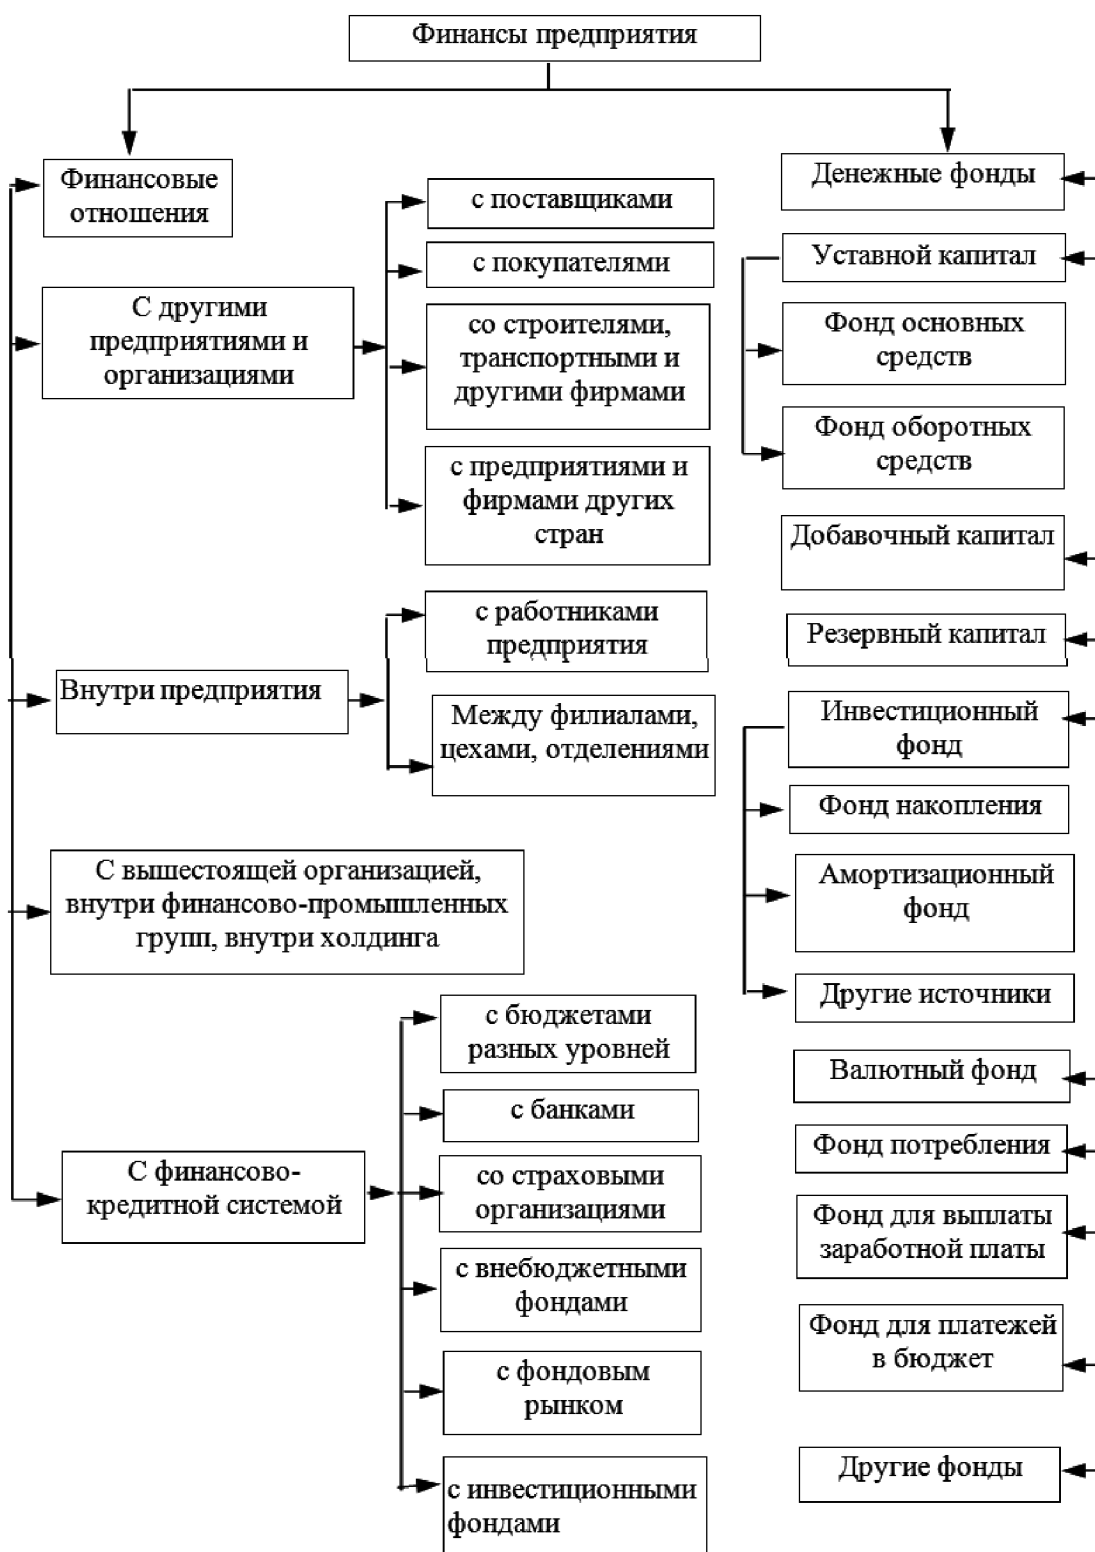 Финансы предприятия
Финансовые
отношения
С другими
предприятиями и
организациями
с поставщиками
с покупателями
со строителями,
транспортными и
другими фирмами
с предприятиями и
фирмами других
стран
Внутри предприятия
с работниками
предприятия
Между филиалами,
цехами, отделениями
С вышестоящей организацией,
внутри финансово-промышленных
групп, внутри холдинга
С финансово-
кредитной системой
с бюджетами
разных уровней
с банками
со страховыми
организациями
с внебюджетными
фондами
с фондовым
рынком
с инвестиционными
фондами
Денежные фонды
Уставной капитал
Фонд основных
средств
Фонд оборотных
средств
Добавочный капитал
Резервный капитал
Инвестиционный
фонд
Фонд накопления
Амортизационный
фонд
Другие источники
Валютный фонд
Фонд потребления
Фонд для выплаты
заработной платы
Фонд для платежей
в бюджет
Другие фонды